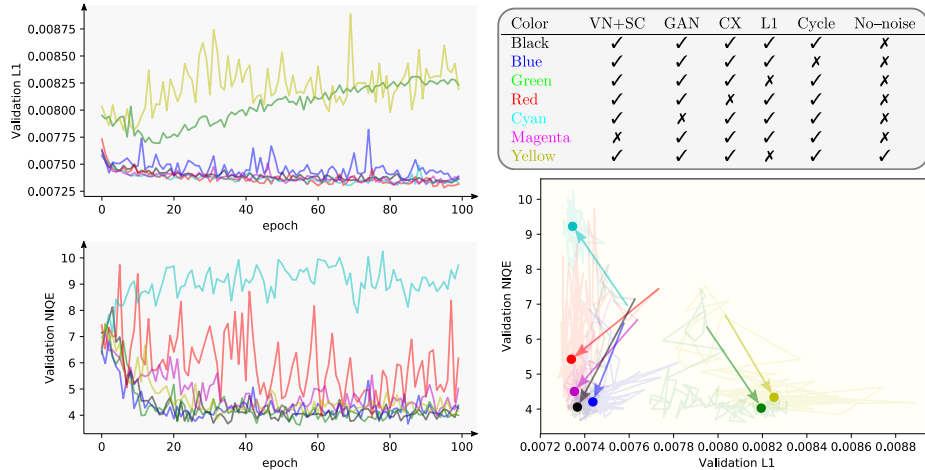 0.00875
0.00850
0.00825
0.00800
0.00775
0.00750
0.00725
Validation L1
0 20 40 60 80 100
epoch
Color VN+SC GAN CX L1 Cycle No–noise
Black ✓ ✓ ✓ ✓ ✓ ✗
Blue ✓ ✓ ✓ ✓ ✗ ✗
Green ✓ ✓ ✓ ✗ ✓ ✗
Red ✓ ✓ ✗ ✓ ✓ ✗
Cyan ✓ ✗ ✓ ✓ ✓ ✗
Magenta ✗ ✓ ✓ ✓ ✓ ✗
Yellow ✓ ✓ ✓ ✗ ✓ ✓
10
9
8
7
6
5
4
Validation NIQE
0 20 40 60 80 100
epoch
10
9
8
7
6
5
4
Validation NIQE
0.0072 0.0074 0.0076 0.0078 0.0080 0.0082 0.0084 0.0086 0.0088
Validation L1